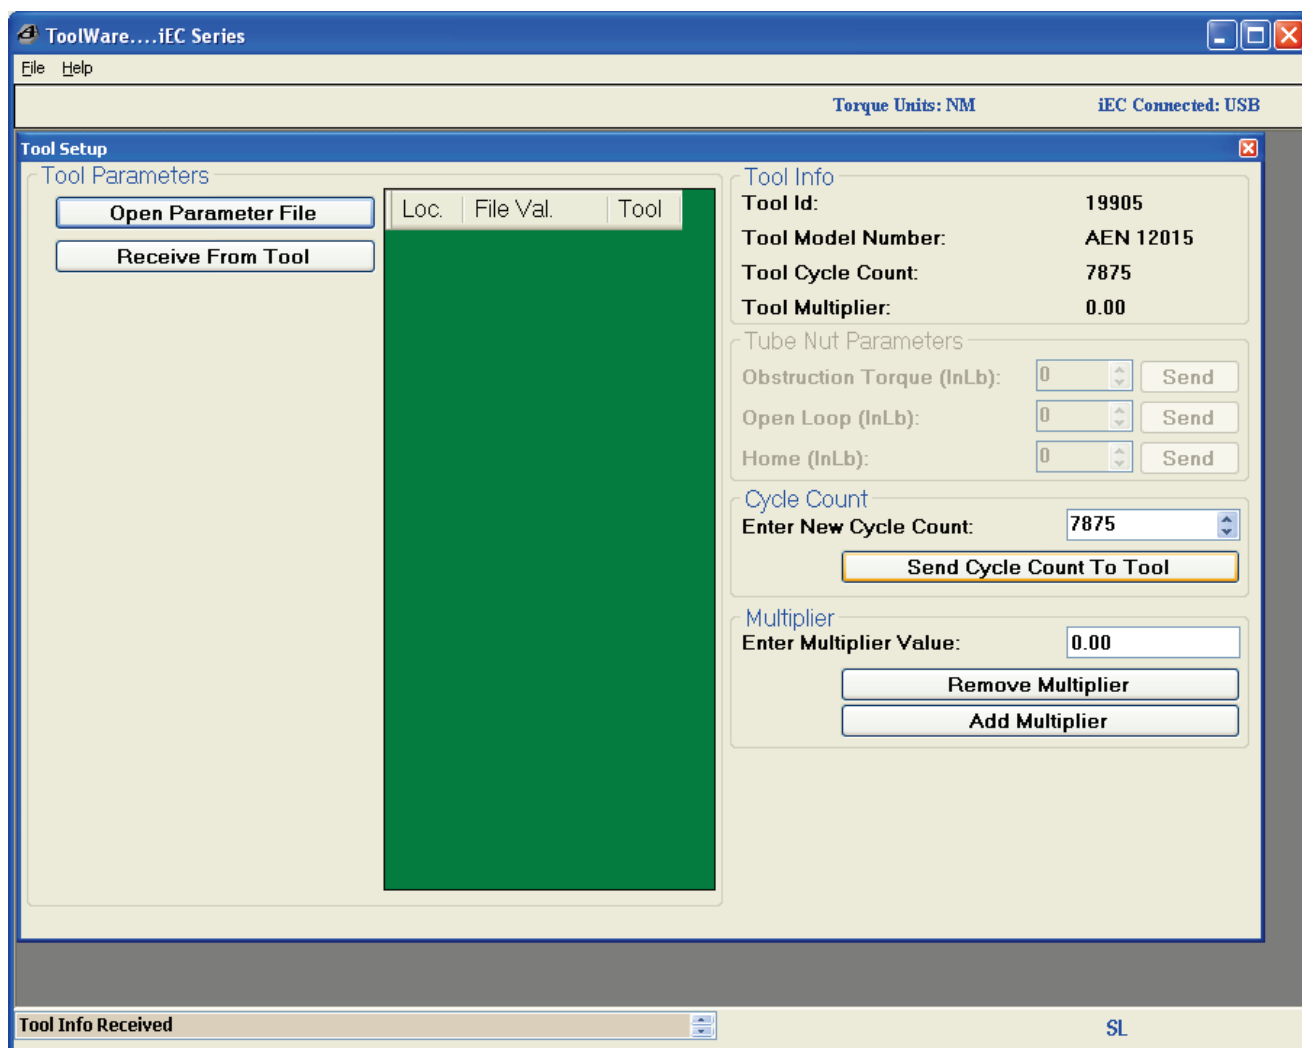 ToolWare....iEC Series
File Help
Torque Units: NM iEC Connected: USB
Tool Setup
Tool Parameters
Open Parameter File
Receive From Tool
Loc. File Val. Tool
Tool Info
Tool Id: 19905
Tool Model Number: AEN 12015
Tool Cycle Count: 7875
Tool Multiplier: 0.00
Tube Nut Parameters
Obstruction Torque (InLb): 0 Send
Open Loop (InLb): 0 Send
Home (InLb): 0 Send
Cycle Count
Enter New Cycle Count: 7875
Send Cycle Count To Tool
Multiplier
Enter Multiplier Value: 0.00
Remove Multiplier
Add Multiplier
Tool Info Received
SL